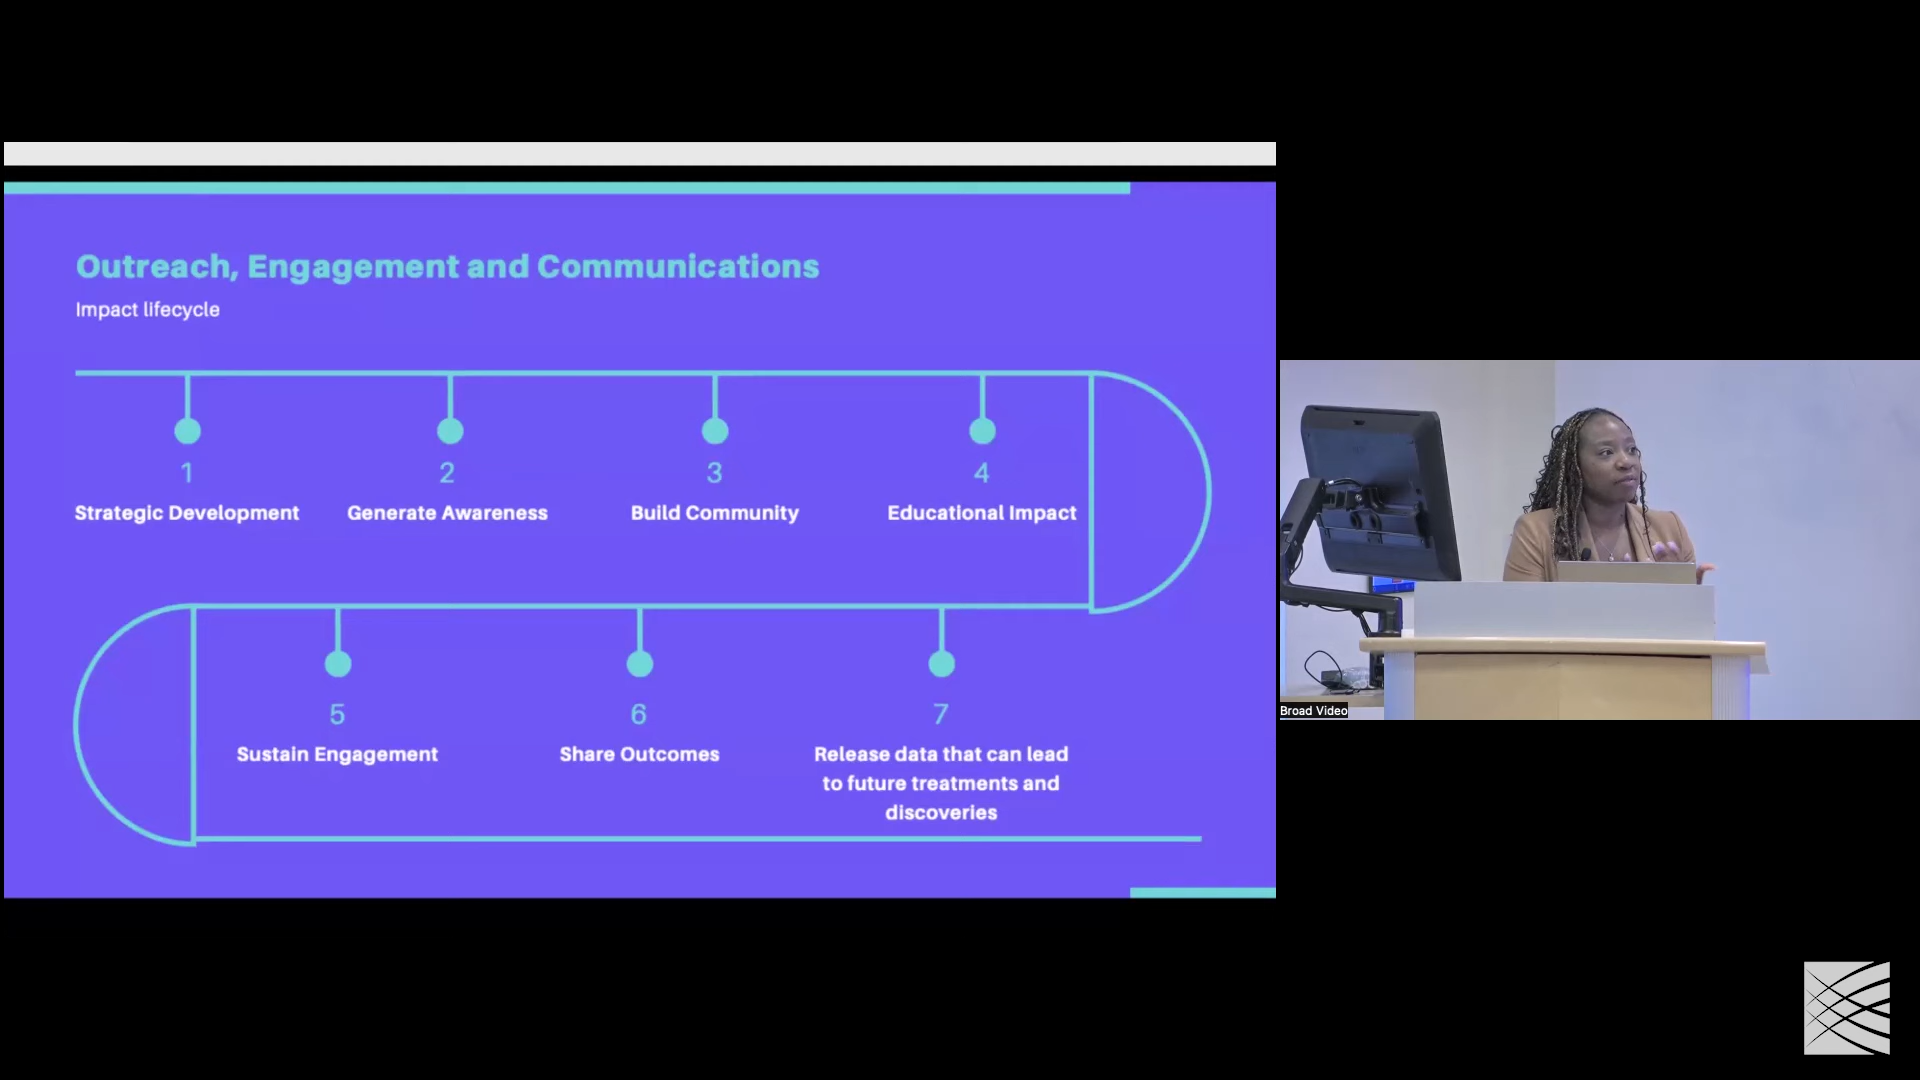 Outreach, Engagement and Communications
Impact lifecycle
1
Strategic Development
2
Generate Awareness
3
Build Community
4
Educational Impact
5
Sustain Engagement
6
Share Outcomes
7
Release data that can lead
to future treatments and
discoveries
Broad Video